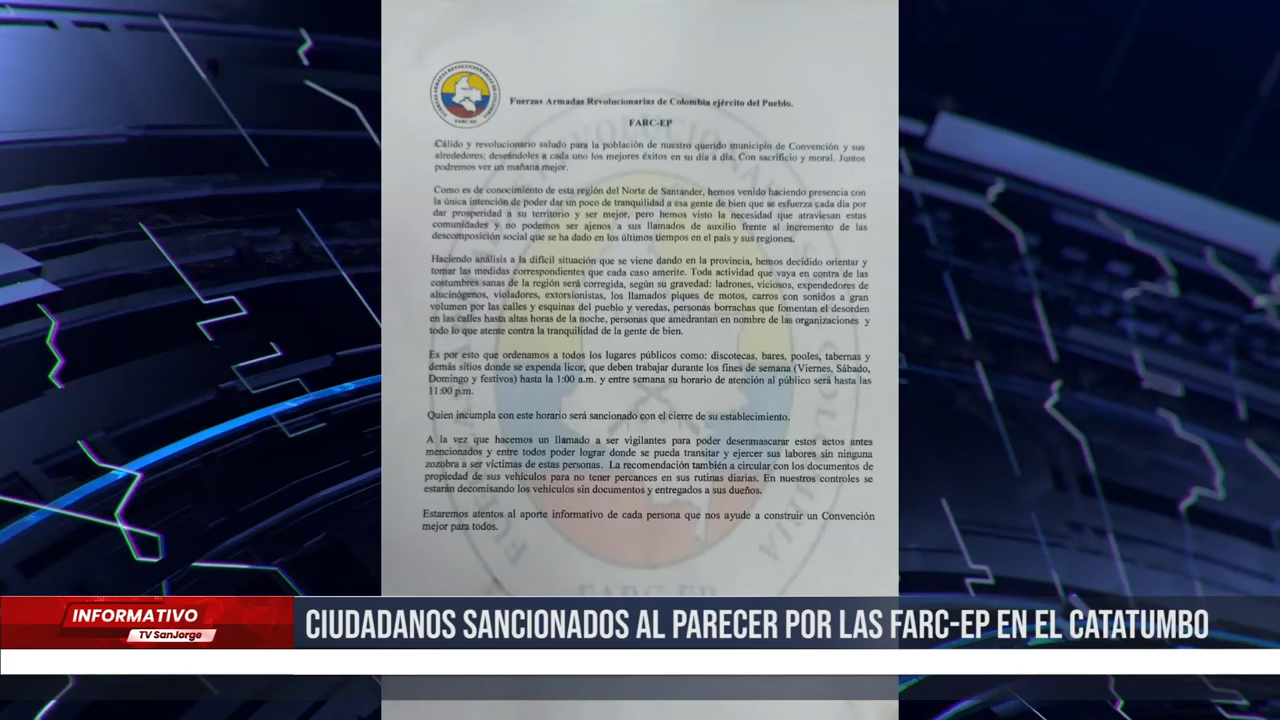 Fuerzas Armadas Revolucionarias de Colombia ejército del Pueblo.
FARC-EP
Cálido y revolucionario saludo para la población de nuestro querido municipio de Convención y sus
alrededores; deseándoles a cada uno los mejores éxitos en su día a día. Con sacrificio y moral. Juntos
podremos ver un mañana mejor.
Como es de conocimiento de esta región del Norte de Santander, hemos venido haciendo presencia con
la única intención de poder dar un poco de tranquilidad a esa gente de bien que se esfuerza cada día por
dar prosperidad a su territorio y ser mejor, pero hemos visto la necesidad que atraviesan estas
comunidades y no podemos ser ajenos a sus llamados de auxilio frente al incremento de las
descomposición social que se ha dado en los últimos tiempos en el país y sus regiones.
Haciendo análisis a la difícil situación que se viene dando en la provincia, hemos decidido orientar y
tomar las medidas correspondientes que cada caso amerite. Toda actividad que vaya en contra de las
costumbres sanas de la región será corregida, según su gravedad: ladrones, viciosos, expendedores de
alucinógenos, violadores, extorsionistas, los llamados piques de motos, carros con sonidos a gran
volumen por las calles y esquinas del pueblo y veredas, personas borrachas que fomentan el desorden
en las calles hasta altas horas de la noche, personas que amedrantan en nombre de las organizaciones y
todo lo que atente contra la tranquilidad de la gente de bien.
Es por esto que ordenamos a todos los lugares públicos como: discotecas, bares, pooles, tabernas y
demás sitios donde se expenda licor, que deben trabajar durante los fines de semana (Viernes, Sábado,
Domingo y festivos) hasta la 1:00 a.m. y entre semana su horario de atención al público será hasta las
11:00 p.m.
Quien incumpla con este horario será sancionado con el cierre de su establecimiento.
A la vez que hacemos un llamado a ser vigilantes para poder desenmascarar estos actos antes
mencionados y entre todos poder lograr donde se pueda transitar y ejercer sus labores sin ninguna
zozobra a ser víctimas de estas personas. La recomendación también a circular con los documentos de
propiedad de sus vehículos para no tener percances en sus rutinas diarias. En nuestros controles se
estarán decomisando los vehículos sin documentos y entregados a sus dueños.
Estaremos atentos al aporte informativo de cada persona que nos ayude a construir un Convención
mejor para todos.
FARC-EP
INFORMATIVO
TV SanJorge
CIUDADANOS SANCIONADOS AL PARECER POR LAS FARC-EP EN EL CATATUMBO